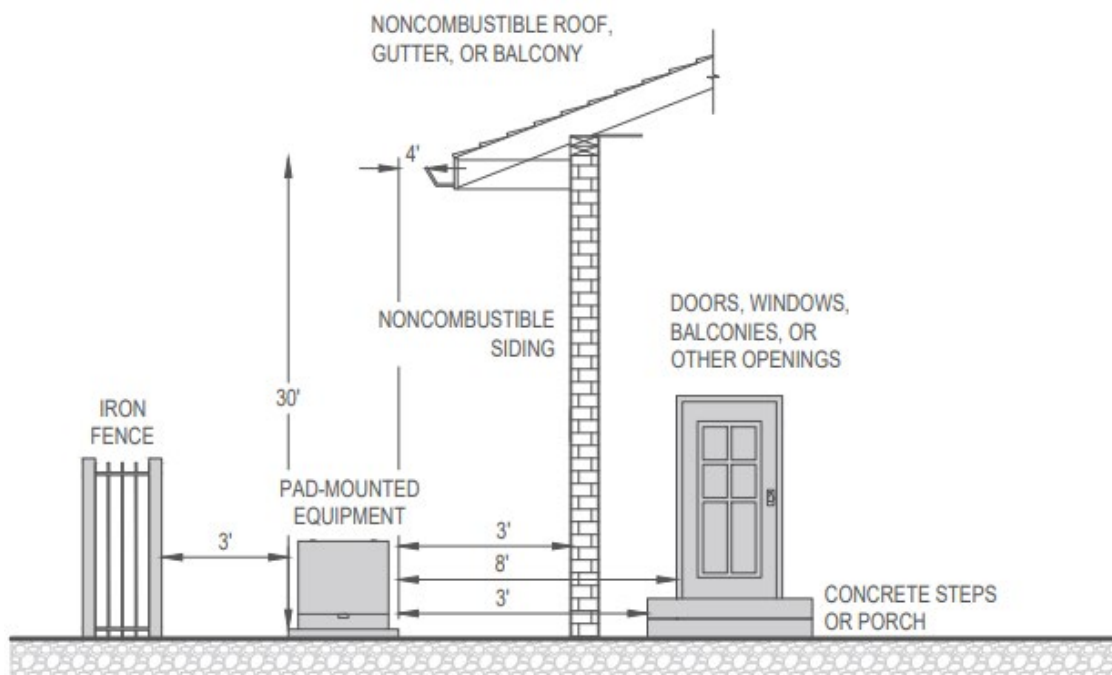 NONCOMBUSTIBLE ROOF,
GUTTER, OR BALCONY
4'
NONCOMBUSTIBLE
SIDING
DOORS, WINDOWS,
BALCONIES, OR
OTHER OPENINGS
30'
IRON
FENCE
PAD-MOUNTED
EQUIPMENT
3'
3'
8'
3'
CONCRETE STEPS
OR PORCH